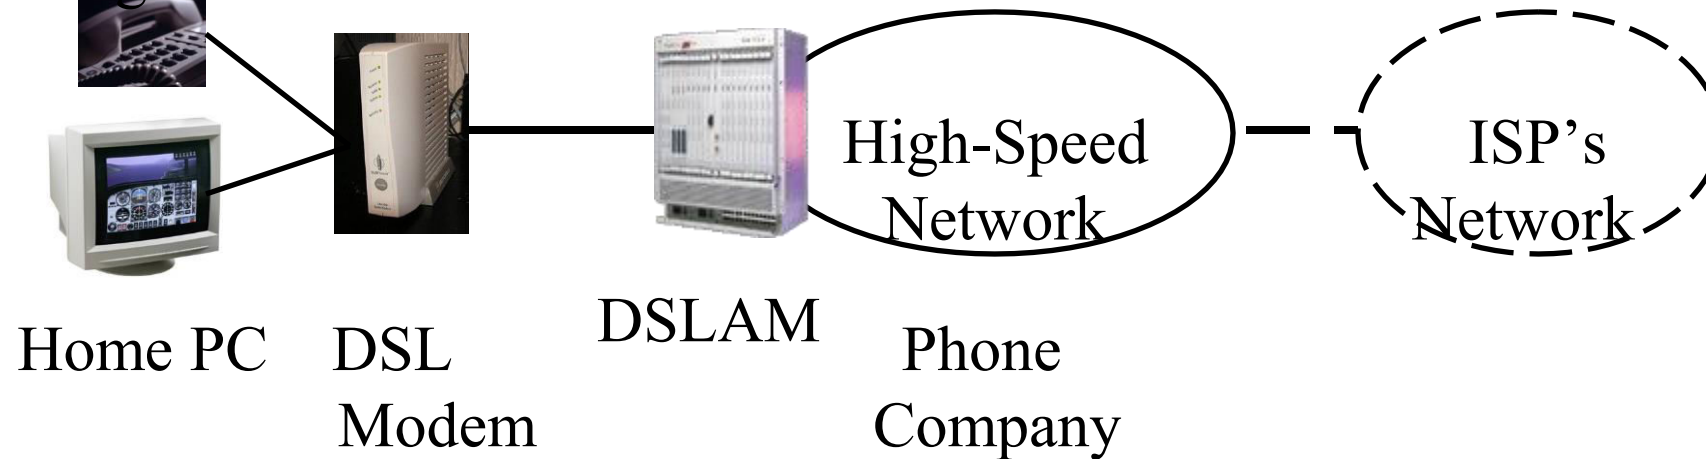 High-Speed
Network
ISP’s
Network
Home PC
DSL
Modem
DSLAM
Phone
Company